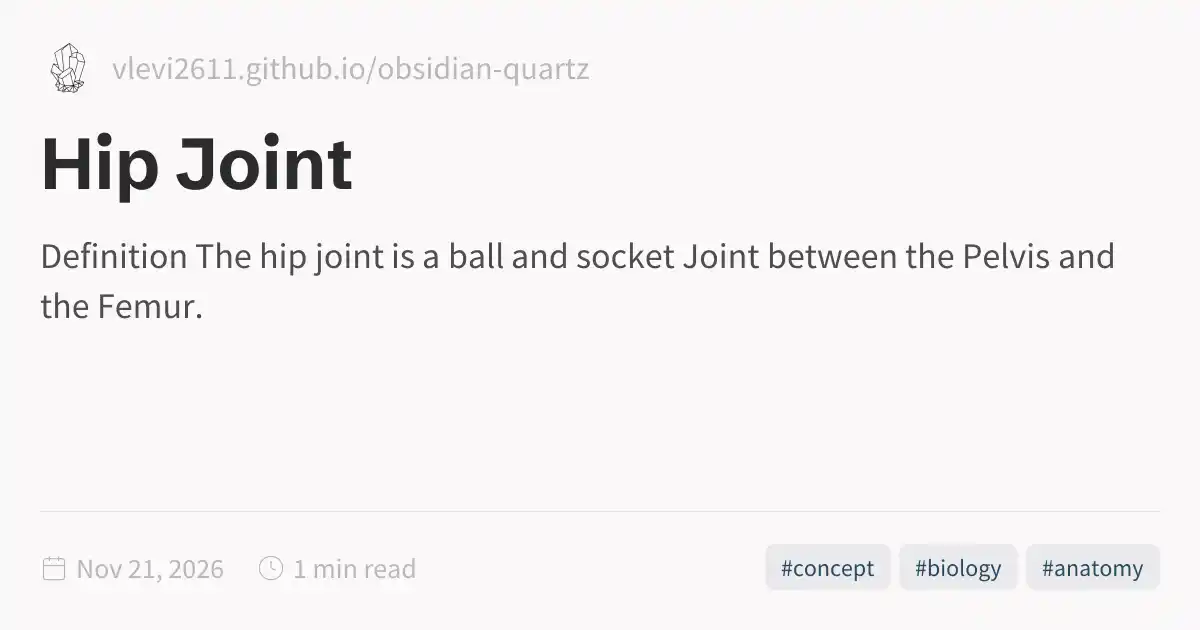 vlevi2611.github.io/obsidian-quartz
Hip Joint
Definition The hip joint is a ball and socket Joint between the Pelvis and
the Femur.
Nov 21, 2026 1 min read #concept #biology #anatomy